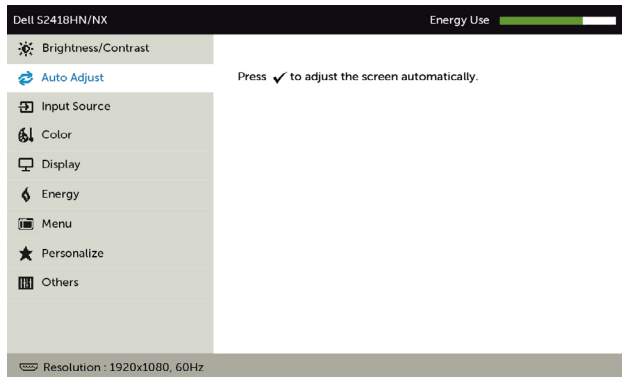 Dell S2418HN/NX
Energy Use
Brightness/Contrast
Auto Adjust
Press ✓ to adjust the screen automatically.
Input Source
Color
Display
Energy
Menu
Personalize
Others
Resolution : 1920x1080, 60Hz